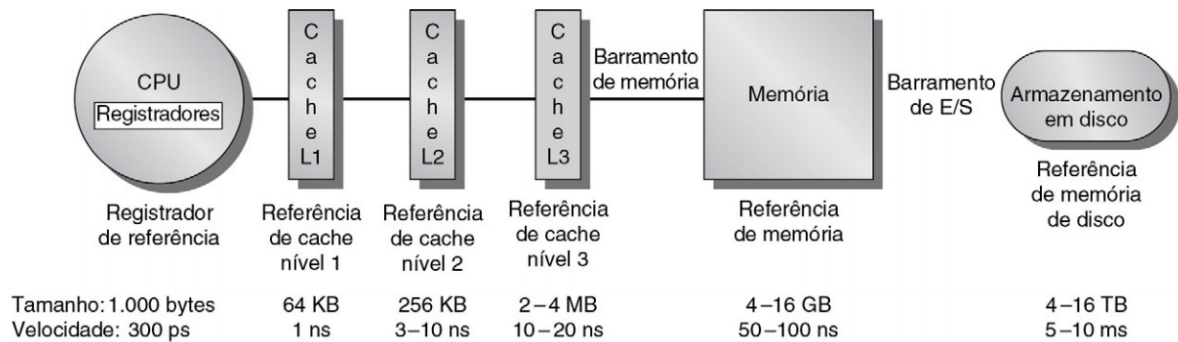 CPU
Registradores
Cache L1
Cache L2
Cache L3
Barramento
de memória
Memória
Barramento
de E/S
Armazenamento
em disco
Registrador
de referência
Referência
de cache
nível 1
Referência
de cache
nível 2
Referência
de cache
nível 3
Referência
de memória
Referência
de memória
de disco
Tamanho: 1.000 bytes 64 KB 256 KB 2–4 MB 4–16 GB 4–16 TB
Velocidade: 300 ps 1 ns 3–10 ns 10–20 ns 50–100 ns 5–10 ms